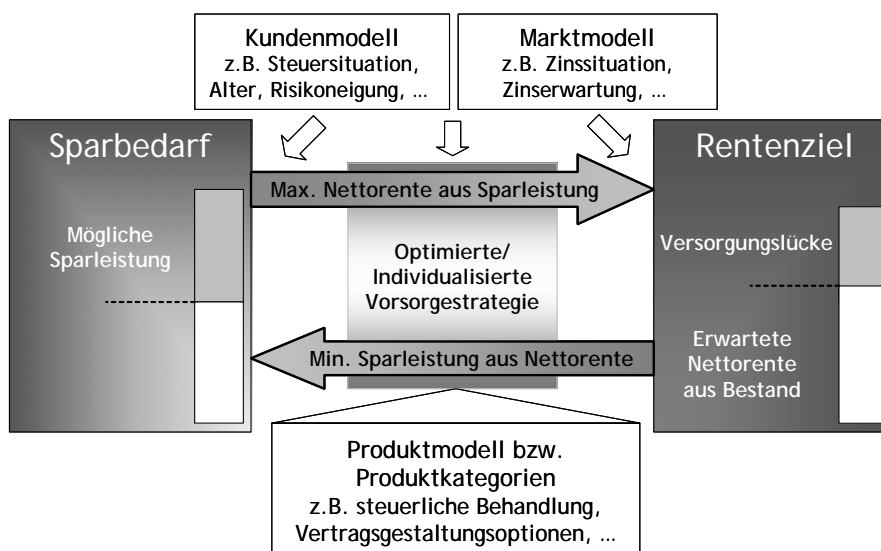 Kundenmodell
z.B. Steuersituation,
Alter, Risikoneigung, ...
Marktmodell
z.B. Zinssituation,
Zinserwartung, ...
Sparbedarf
Rentenziel
Max. Nettorente aus Sparleistung
Mögliche
Sparleistung
Optimierte/
Individualisierte
Vorsorgestrategie
Versorgungslücke
Min. Sparleistung aus Nettorente
Erwartete
Nettorente
aus Bestand
Produktmodell bzw.
Produktkategorien
z.B. steuerliche Behandlung,
Vertragsgestaltungsoptionen, ...